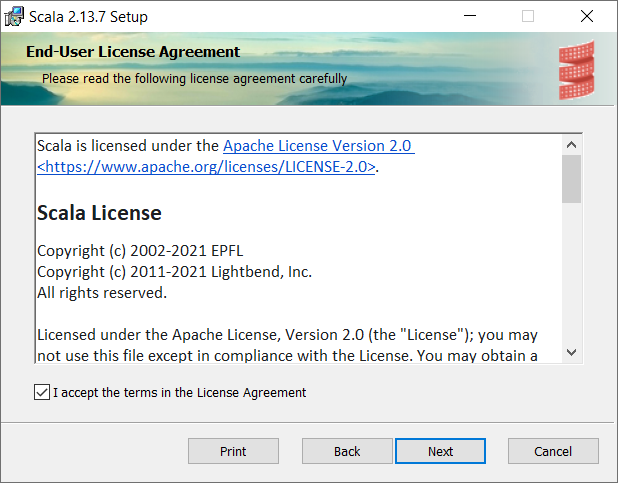 Scala 2.13.7 Setup
End-User License Agreement
Please read the following license agreement carefully
Scala is licensed under the Apache License Version 2.0
<https://www.apache.org/licenses/LICENSE-2.0>.
Scala License
Copyright (c) 2002-2021 EPFL
Copyright (c) 2011-2021 Lightbend, Inc.
All rights reserved.
Licensed under the Apache License, Version 2.0 (the "License"); you may
not use this file except in compliance with the License. You may obtain a
I accept the terms in the License Agreement
Print Back Next Cancel